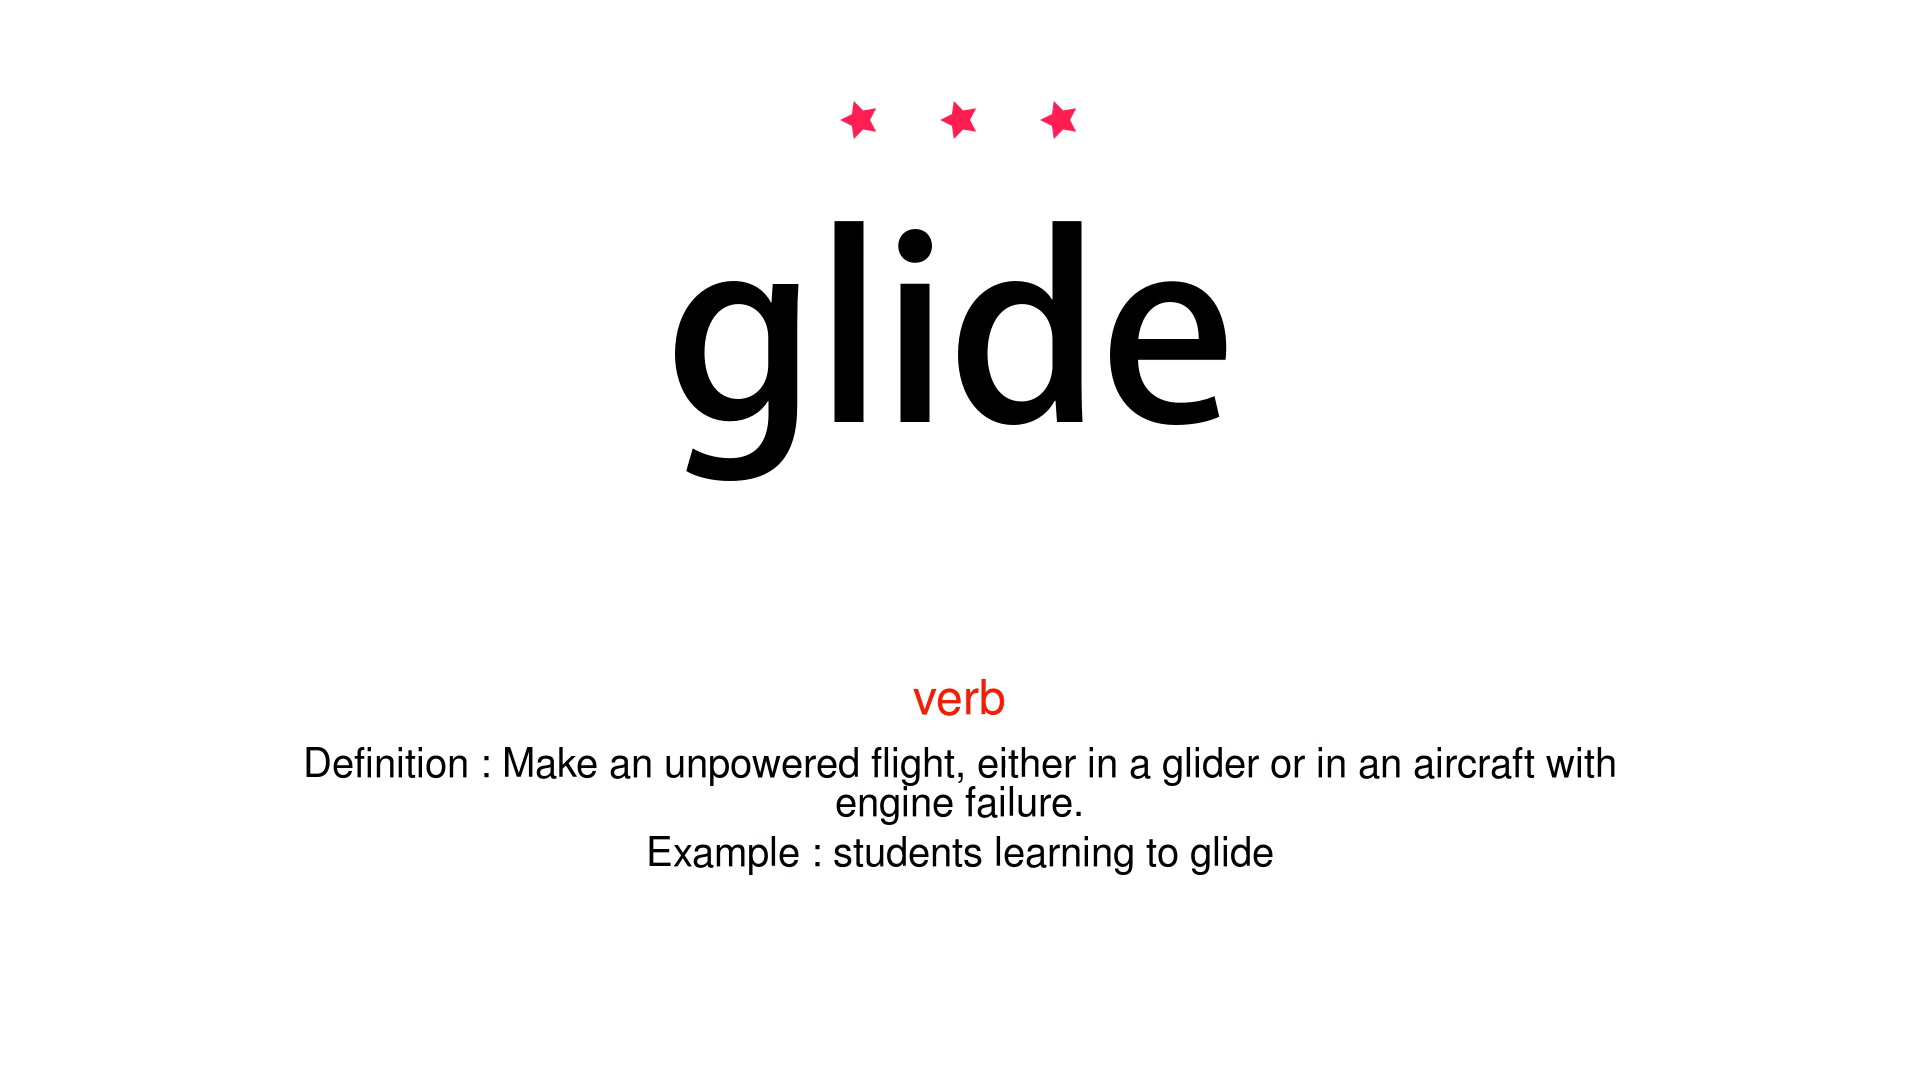 glide
verb
Definition : Make an unpowered flight, either in a glider or in an aircraft with
engine failure.
Example : students learning to glide